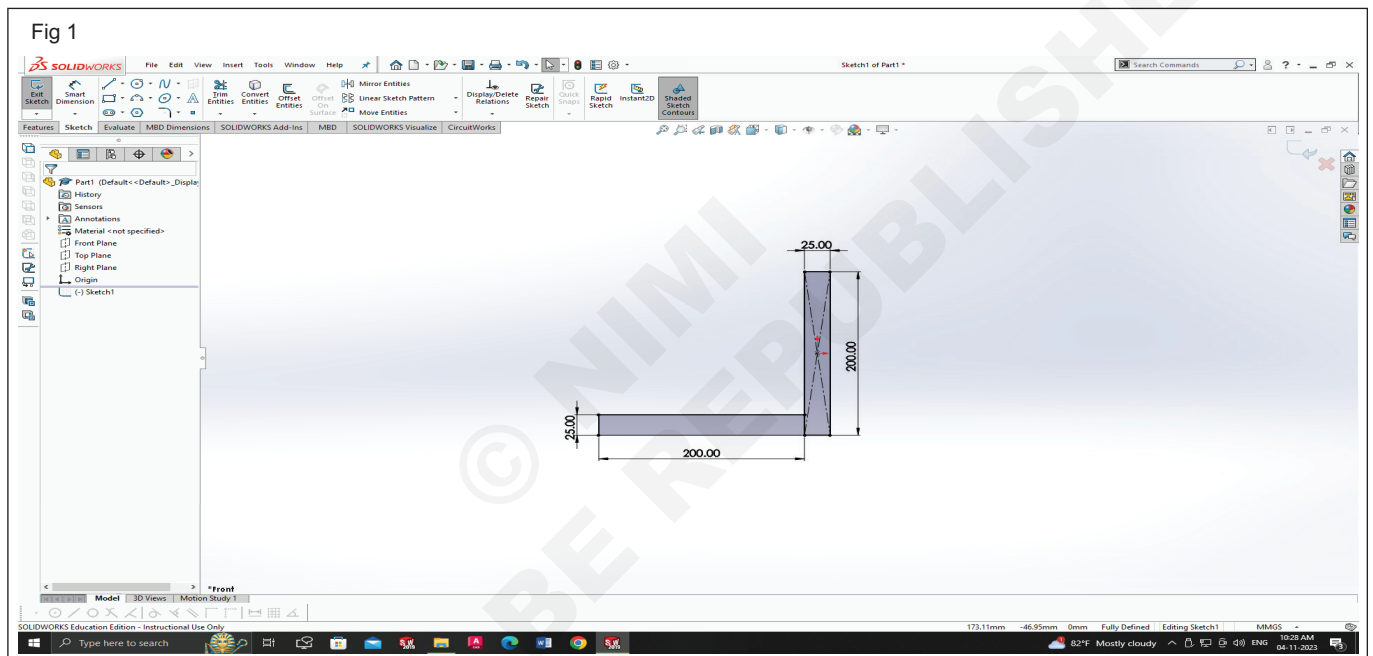 Fig 1
SOLIDWORKS File Edit View Insert Tools Window Help Sketch1 of Part1 * Search Commands
Exit Sketch
Smart Dimension
Trim Entities
Convert Entities
Offset Entities
Offset On Surface
Mirror Entities
Linear Sketch Pattern
Move Entities
Display/Delete Relations
Repair Sketch
Quick Snaps
Rapid Sketch
Instant2D
Shaded Sketch Contours
Features Sketch Evaluate MBD Dimensions SOLIDWORKS Add-Ins MBD SOLIDWORKS Visualize CircuitWorks
Part1 (Default<<Default>_Display
History
Sensors
Annotations
Material <not specified>
Front Plane
Top Plane
Right Plane
Origin
(-) Sketch1
25.00
200.00
25.00
200.00
© NIMI
BE REPUBLISHE
*Front
Model 3D Views Motion Study 1
SOLIDWORKS Education Edition - Instructional Use Only 173.11mm -46.95mm 0mm Fully Defined Editing Sketch1 MMGS
Type here to search 82°F Mostly cloudy ENG 10:28 AM
04-11-2023